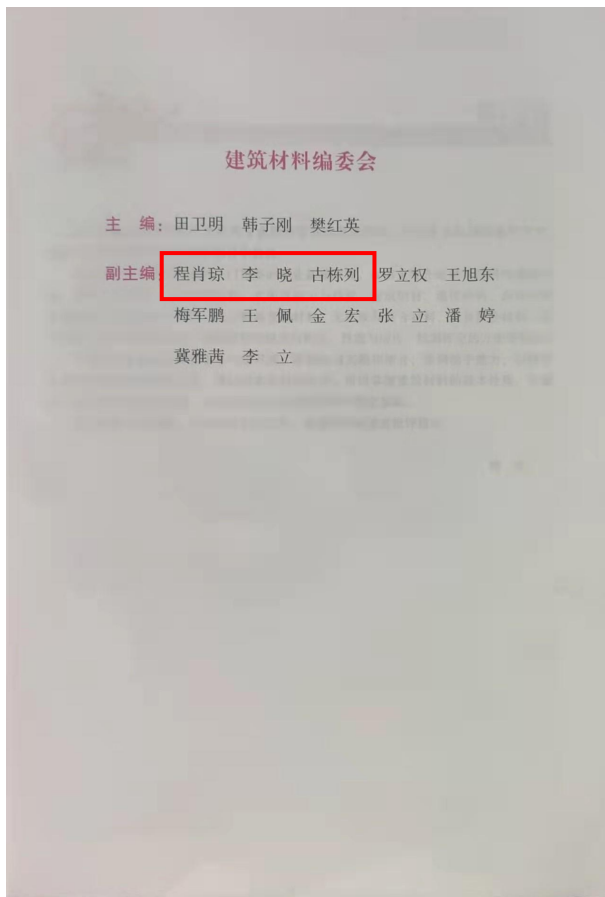 建筑材料编委会
主 编：田卫明 韩子刚 樊红英
副主编：程肖琼 李 晓 古栋列 罗立权 王旭东
梅军鹏 王 佩 金 宏 张 立 潘 婷
冀雅茜 李 立